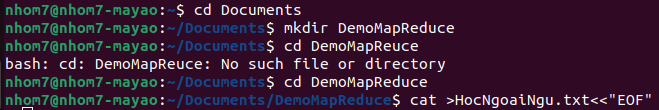 nhom7@nhom7-mayao:~$ cd Documents
nhom7@nhom7-mayao:~/Documents$ mkdir DemoMapReduce
nhom7@nhom7-mayao:~/Documents$ cd DemoMapReuce
bash: cd: DemoMapReuce: No such file or directory
nhom7@nhom7-mayao:~/Documents$ cd DemoMapReduce
nhom7@nhom7-mayao:~/Documents/DemoMapReduce$ cat >HocNgoaiNgu.txt<<"EOF"